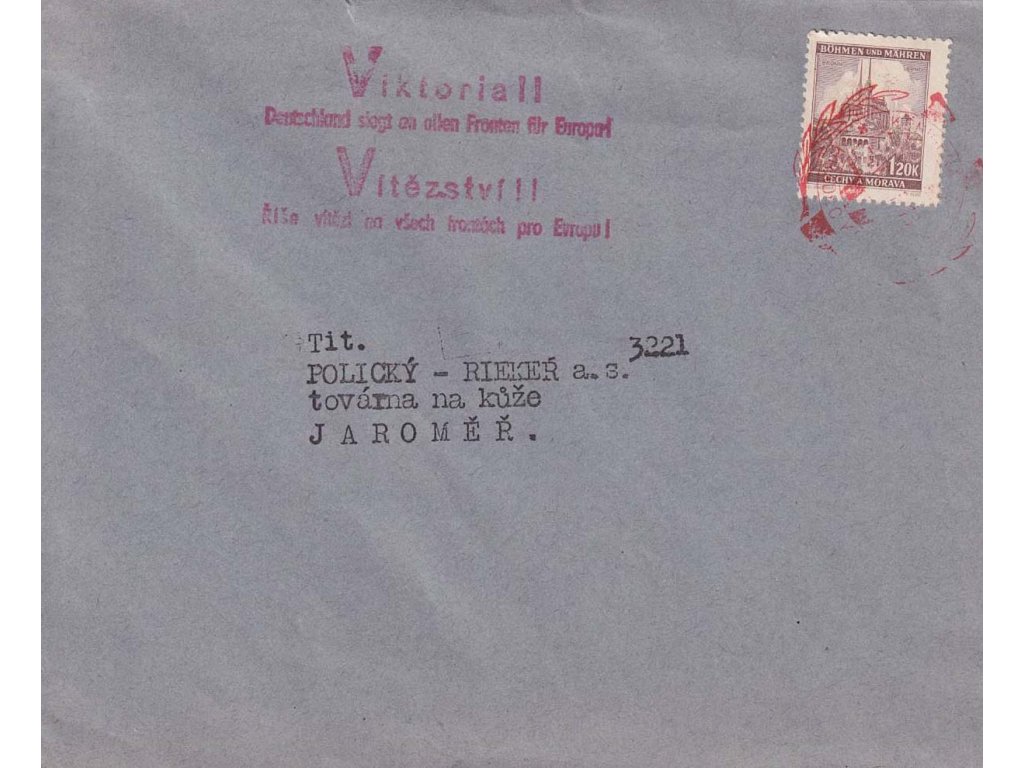 Viktoria!!
Deutschland siegt an allen Fronten für Europa!
Vítězství!!
Říše vítězí na všech frontách pro Evropu!
BÖHMEN UND MÄHREN
1.20K
ČECHY A MORAVA
Tit. 3221
POLICKÝ - RIEKEŘ a.s.
továrna na kůže
JAROMĚŘ.